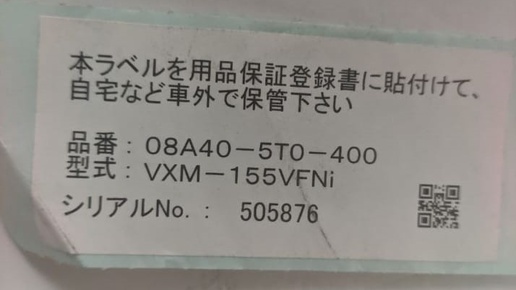 本ラベルを用品保証登録書に貼付けて、
自宅など車外で保管下さい
品番：08A40－5T0－400
型式：VXM－155VFNi
シリアルNo.： 505876